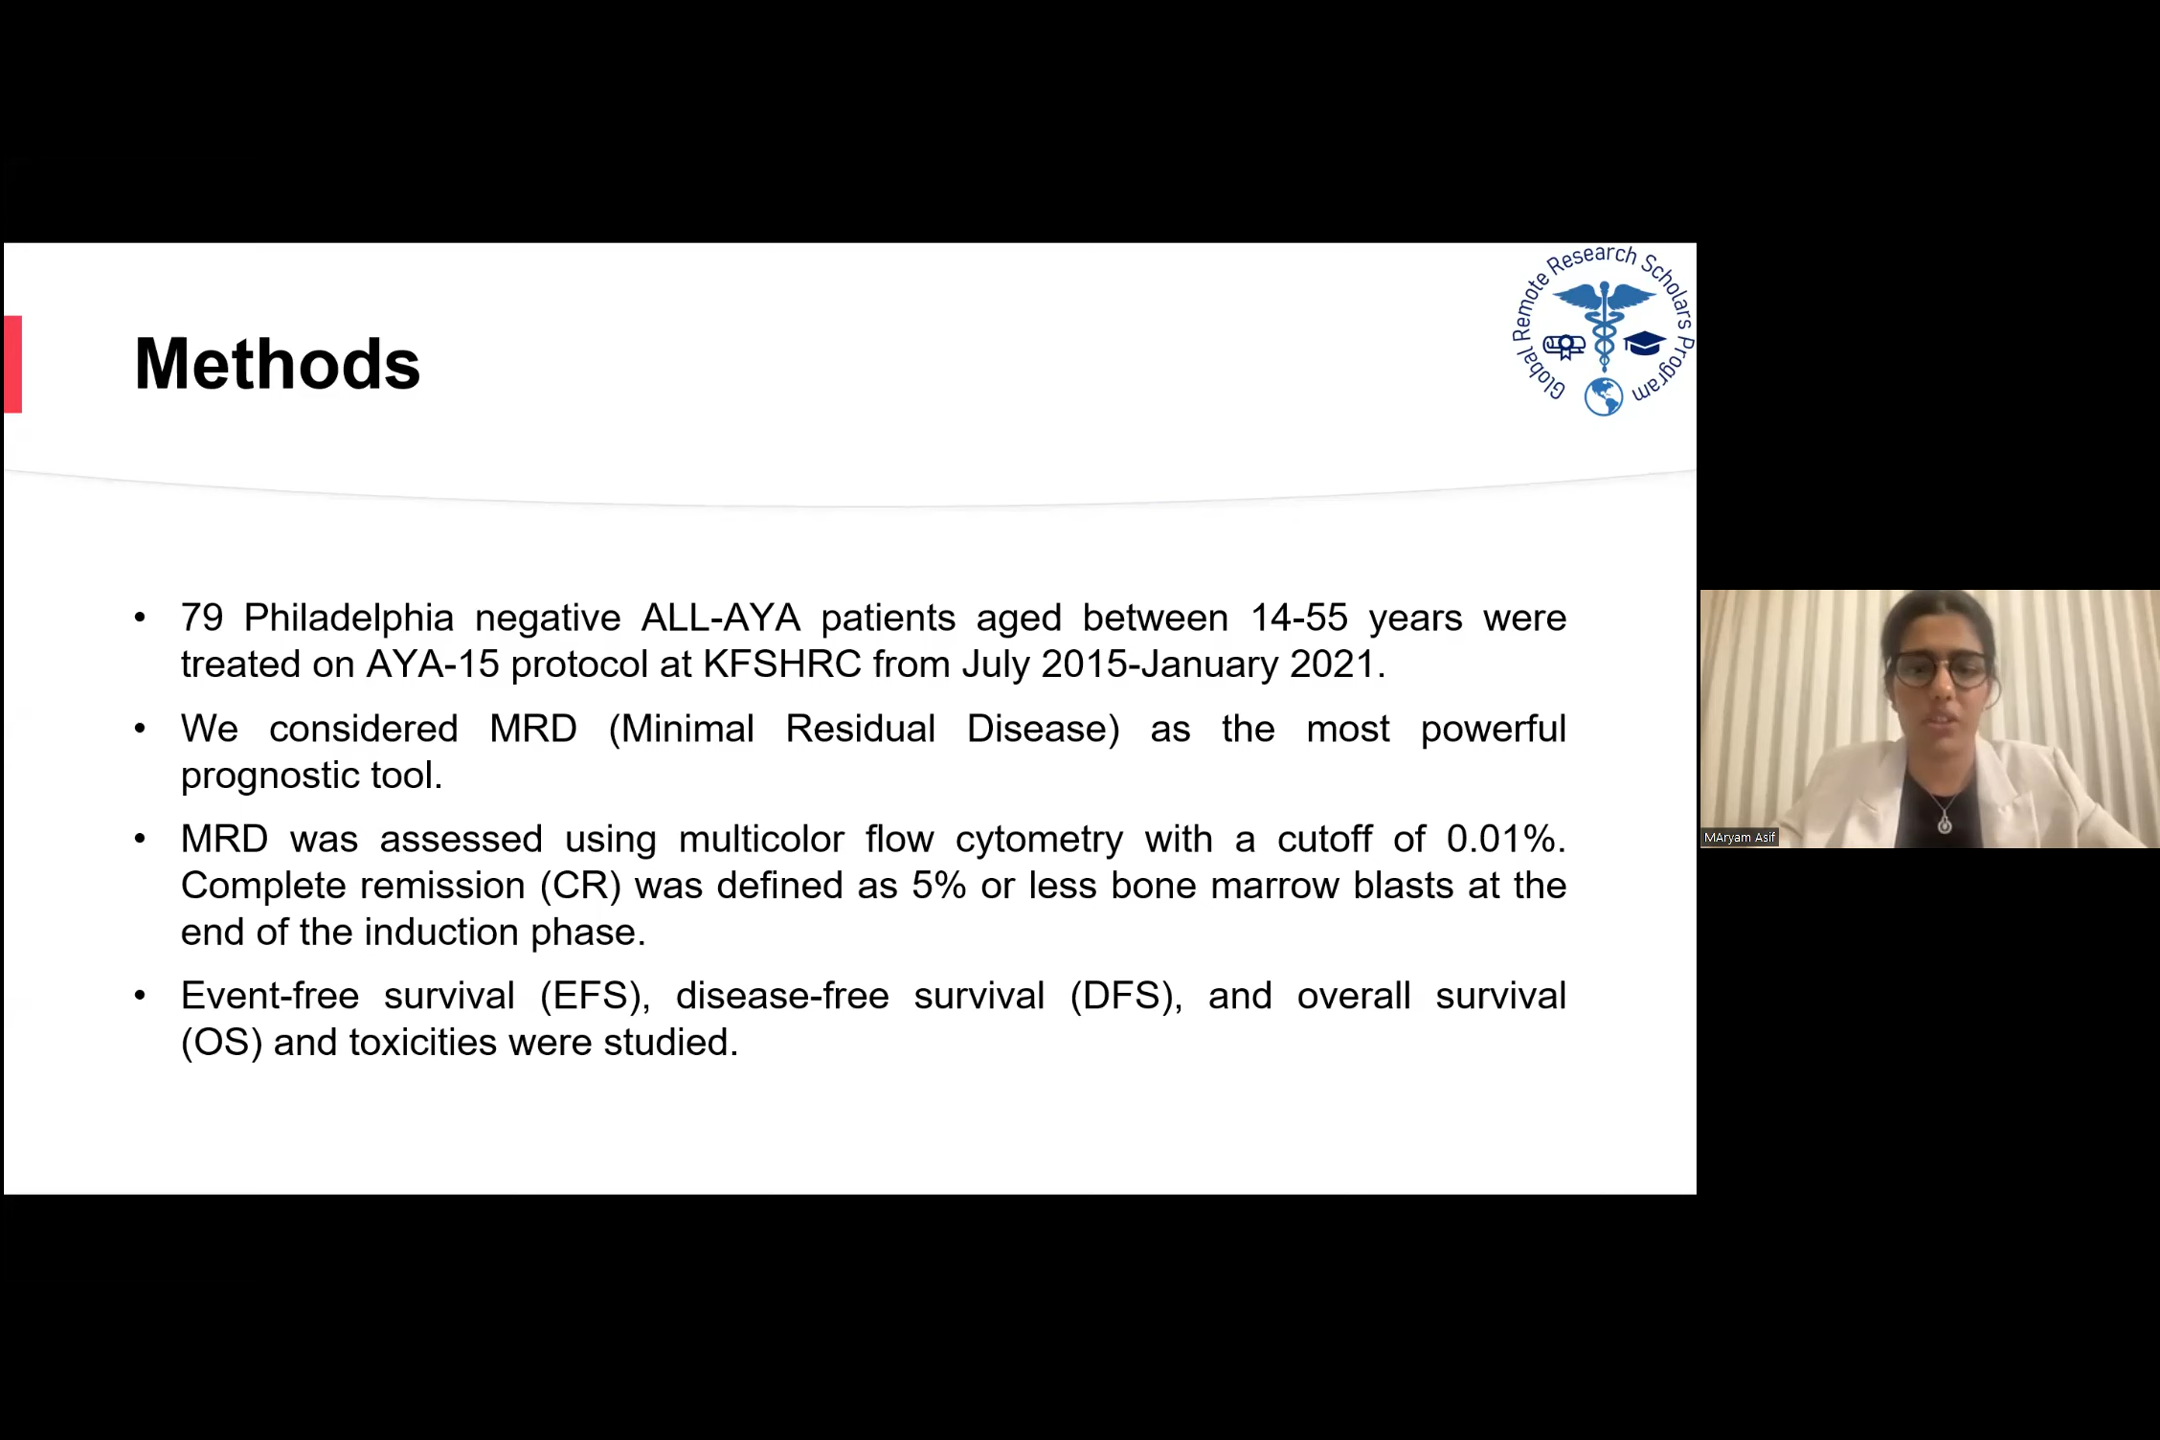 Global Remote Research Scholars Program
Methods
• 79 Philadelphia negative ALL-AYA patients aged between 14-55 years were
treated on AYA-15 protocol at KFSHRC from July 2015-January 2021.
• We considered MRD (Minimal Residual Disease) as the most powerful
prognostic tool.
• MRD was assessed using multicolor flow cytometry with a cutoff of 0.01%.
Complete remission (CR) was defined as 5% or less bone marrow blasts at the
end of the induction phase.
• Event-free survival (EFS), disease-free survival (DFS), and overall survival
(OS) and toxicities were studied.
MAryam Asif